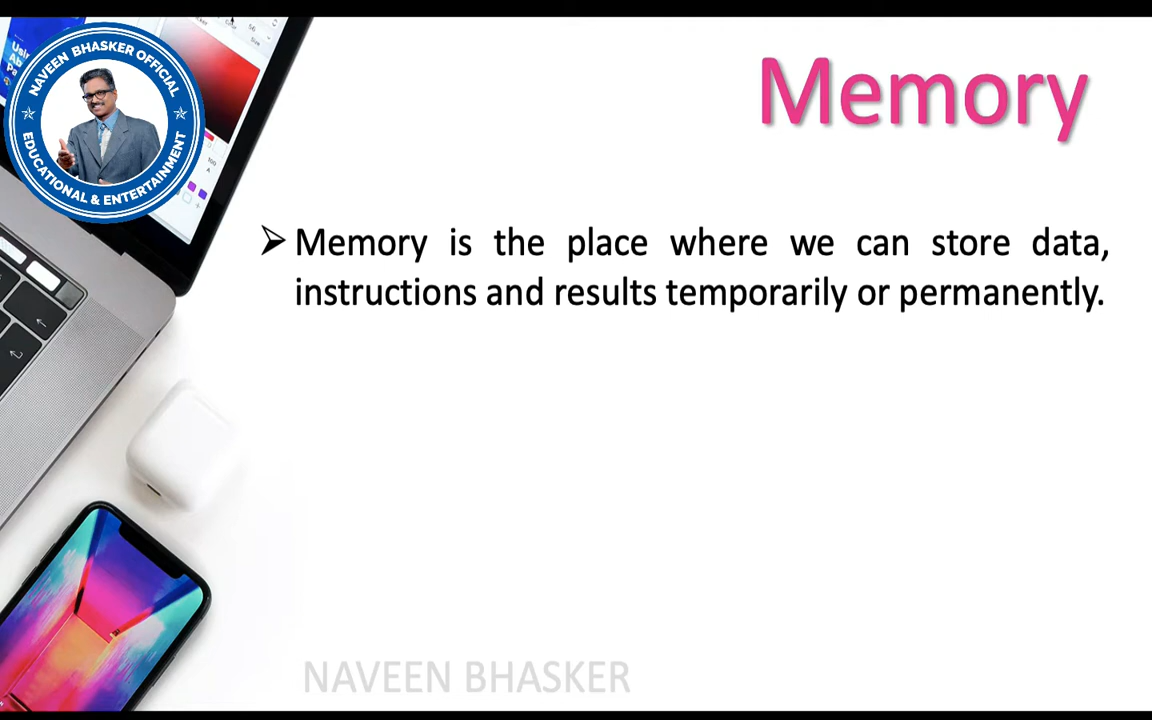 NAVEEN BHASKER OFFICIAL
EDUCATIONAL & ENTERTAINMENT
Memory
➢ Memory is the place where we can store data,
instructions and results temporarily or permanently.
NAVEEN BHASKER